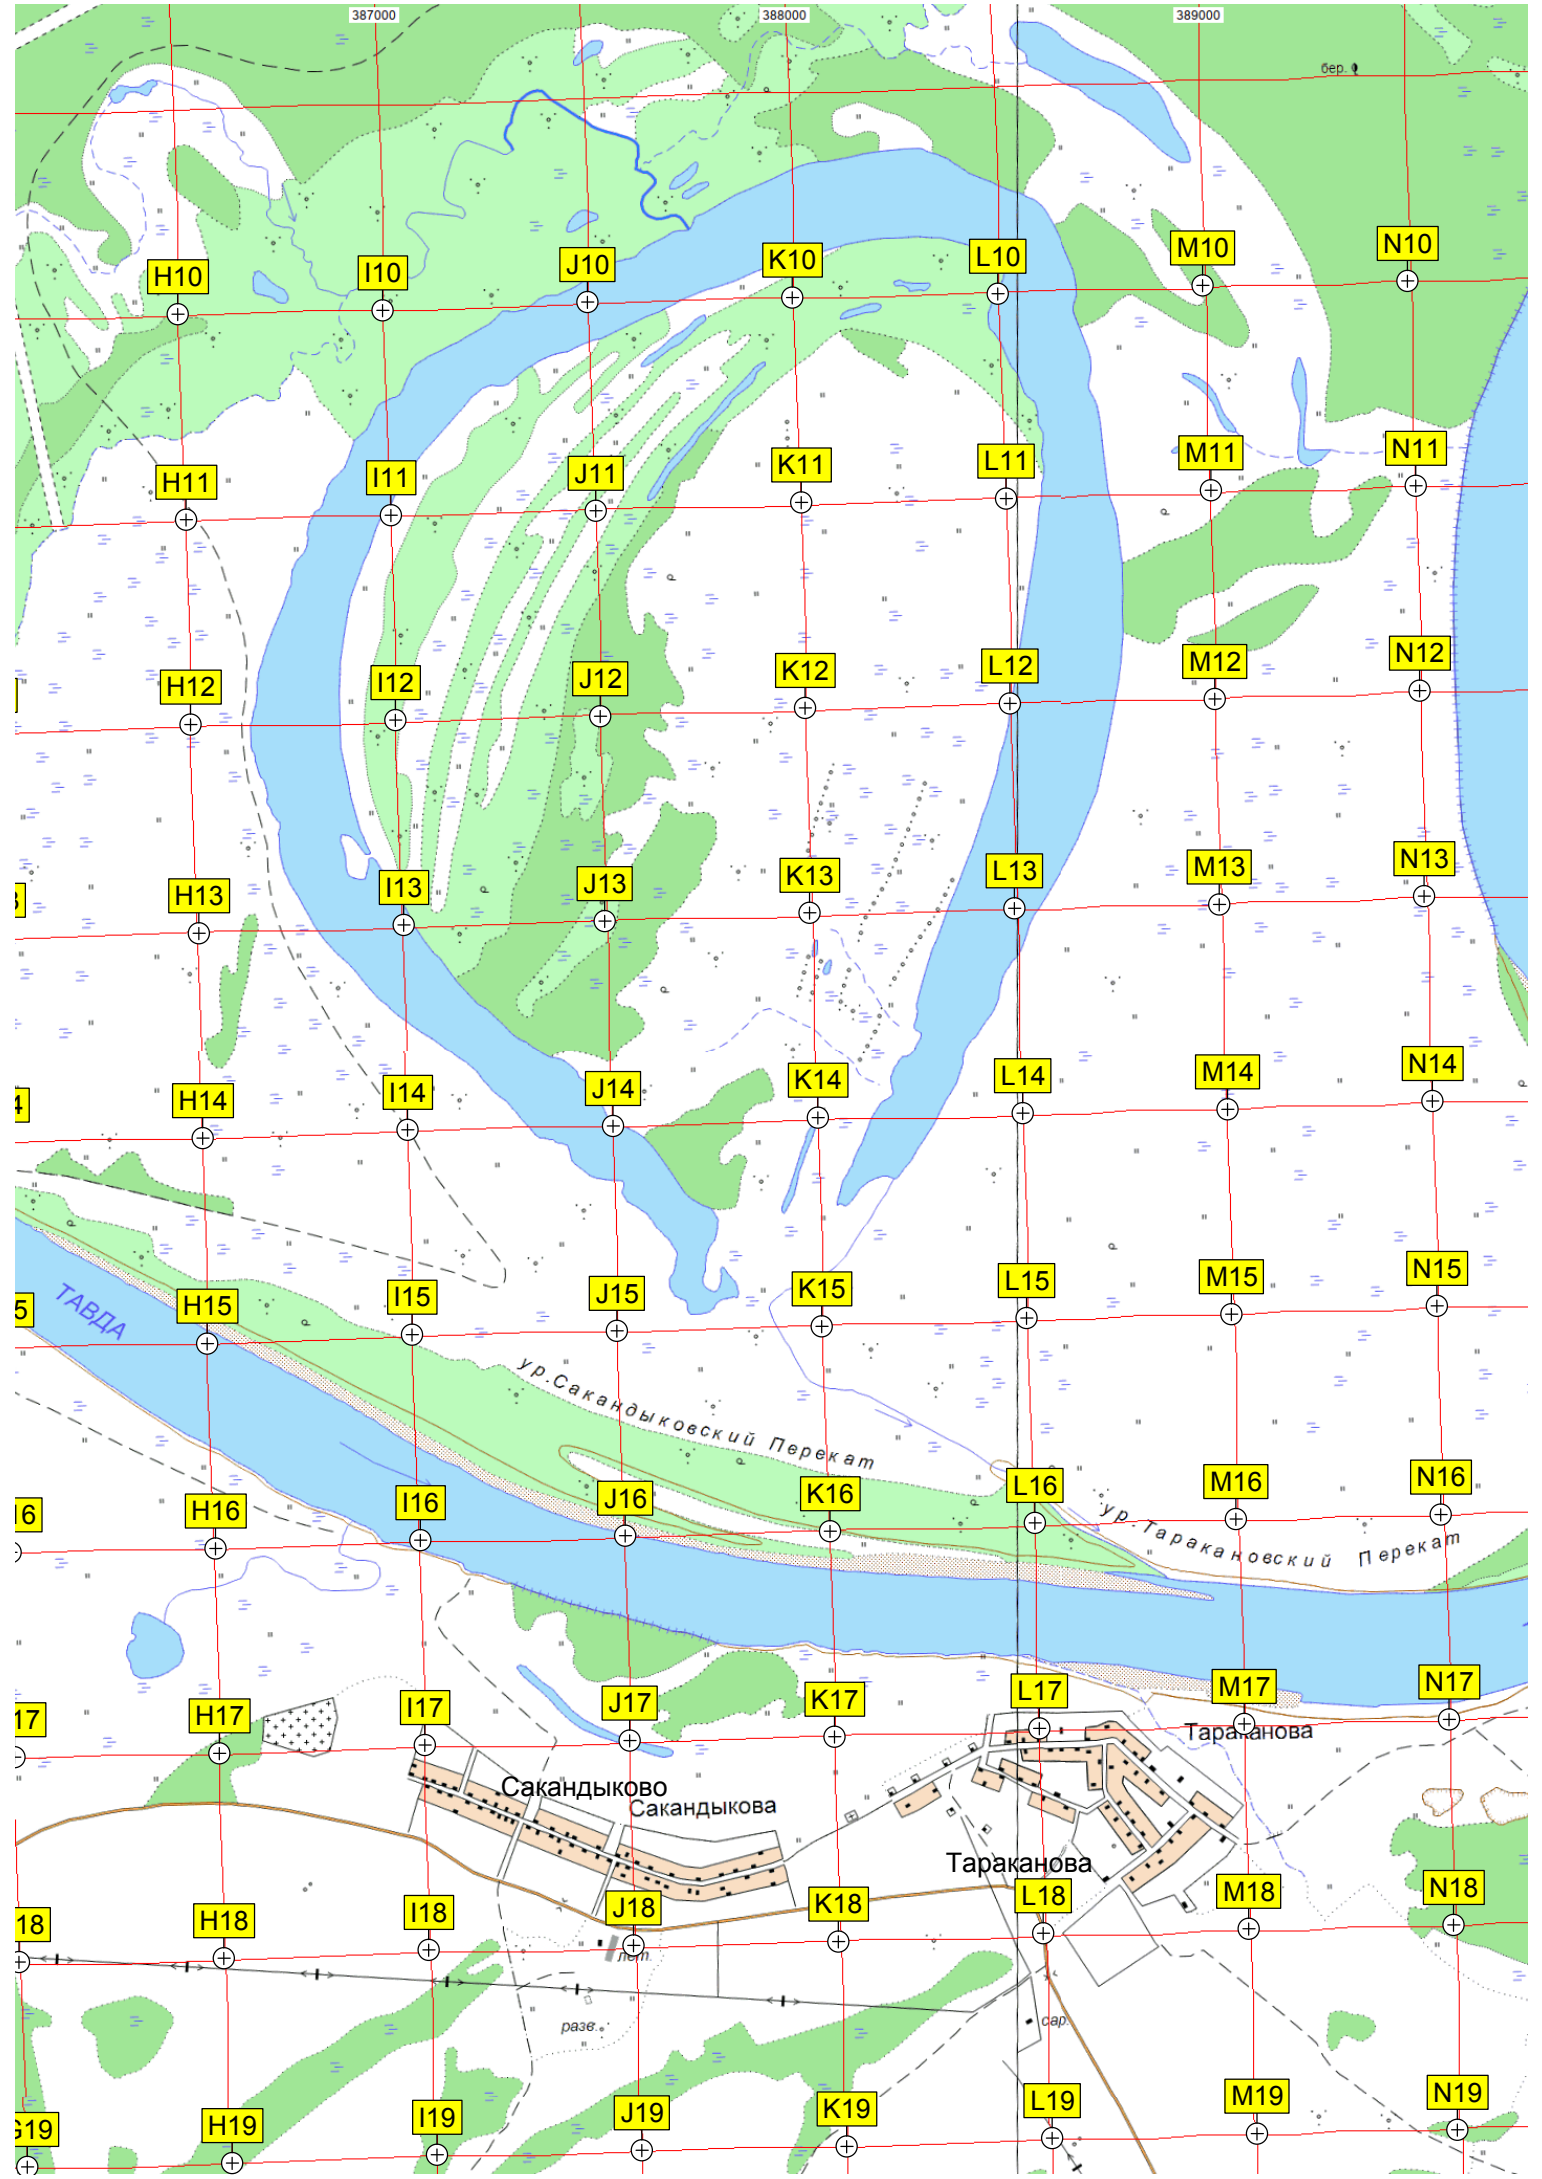 387000 388000 389000
бер.
H10 I10 J10 K10 L10 M10 N10
H11 I11 J11 K11 L11 M11 N11
H12 I12 J12 K12 L12 M12 N12
H13 I13 J13 K13 L13 M13 N13
H14 I14 J14 K14 L14 M14 N14
H15 I15 J15 K15 L15 M15 N15
ТАВДА
ур.Сакандыковский Перекат
H16 I16 J16 K16 L16 M16 N16
ур.Таракановский Перекат
H17 I17 J17 K17 L17 M17 N17
Тараканова
Сакандыково
Сакандыкова
Тараканова
18 H18 I18 J18 K18 L18 M18 N18
лет.
разв.
сар.
G19 H19 I19 J19 K19 L19 M19 N19